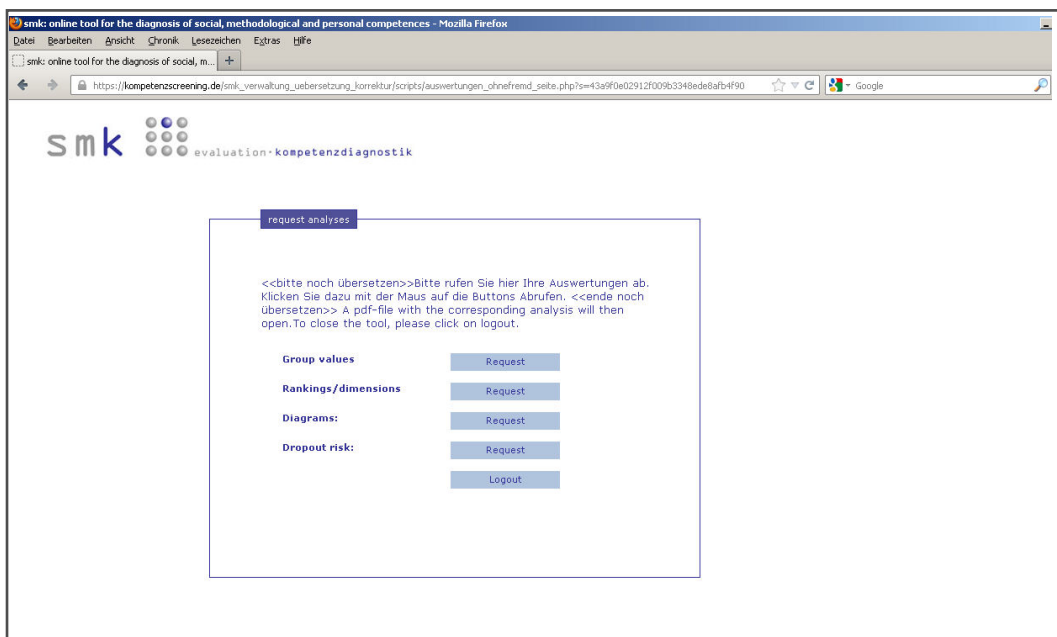 smk: online tool for the diagnosis of social, methodological and personal competences - Mozilla Firefox
Datei Bearbeiten Ansicht Chronik Lesezeichen Extras Hilfe
smk: online tool for the diagnosis of social, m... +
https://kompetenzscreening.de/smk_verwaltung_uebersetzung_korrektur/scripts/auswertungen_ohnefremd_seite.php?s=43a9f0e02912f009b3348ede8afb4f90 Google
smk evaluation·kompetenzdiagnostik
request analyses
<<bitte noch übersetzen>>Bitte rufen Sie hier Ihre Auswertungen ab.
Klicken Sie dazu mit der Maus auf die Buttons Abrufen. <<ende noch
übersetzen>> A pdf-file with the corresponding analysis will then
open.To close the tool, please click on logout.
Group values Request
Rankings/dimensions Request
Diagrams: Request
Dropout risk: Request
Logout